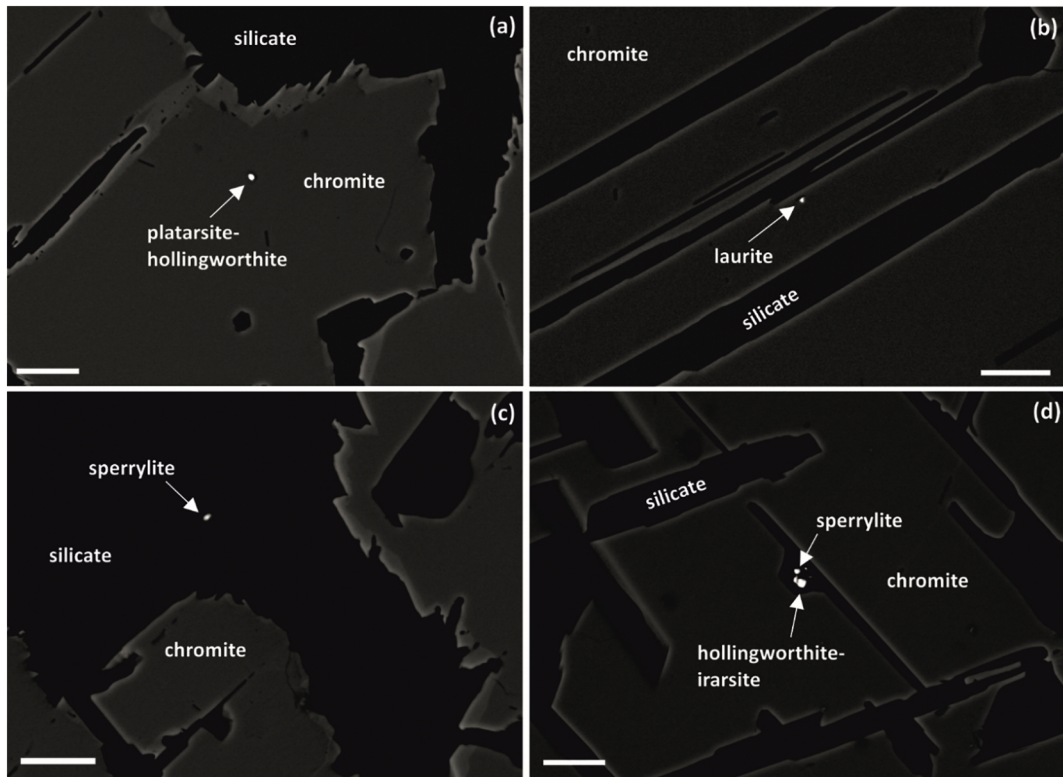 (a)
silicate
chromite
platarsite-
hollingworthite
(b)
chromite
laurite
silicate
(c)
sperrylite
silicate
chromite
(d)
silicate
sperrylite
chromite
hollingworthite-
irarsite